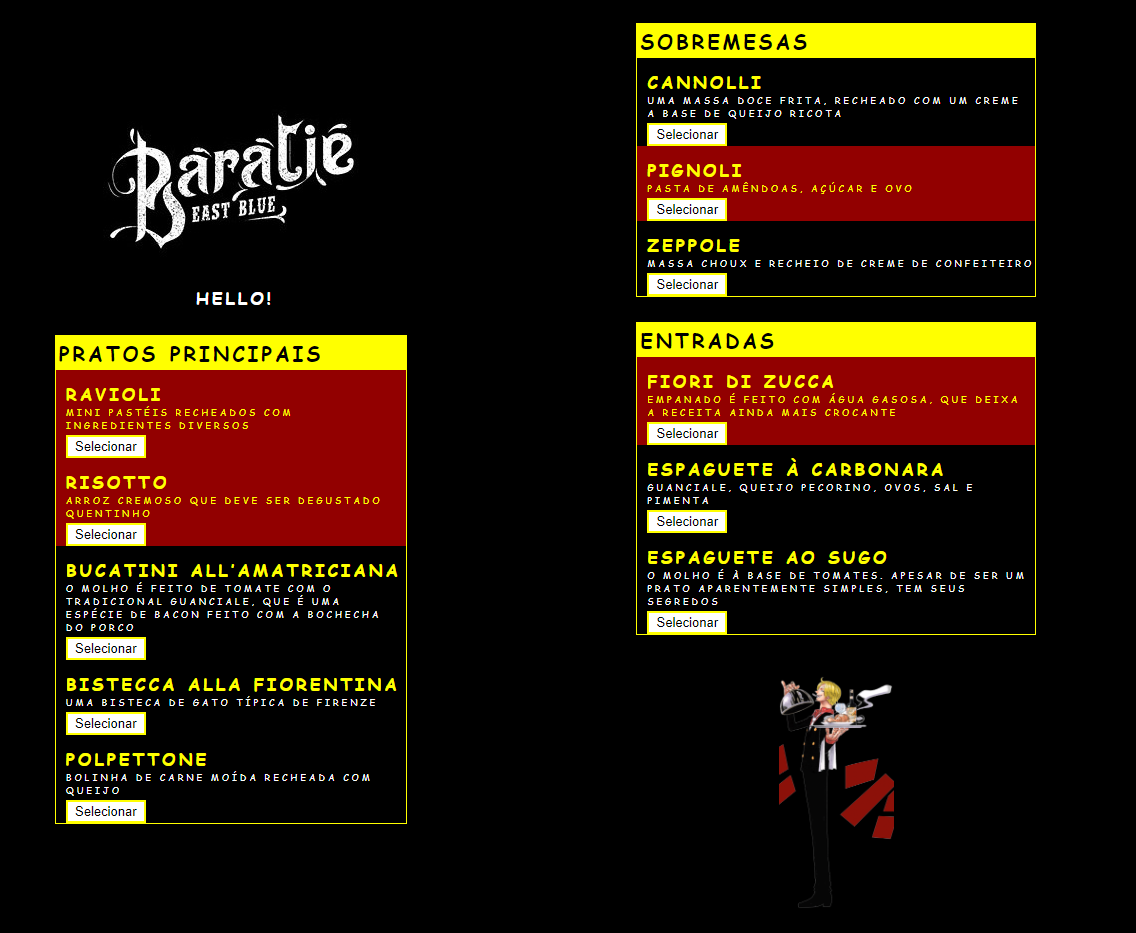 Baratie
EAST BLUE
HELLO!
PRATOS PRINCIPAIS
RAVIOLI
MINI PASTÉIS RECHEADOS COM
INGREDIENTES DIVERSOS
Selecionar
RISOTTO
ARROZ CREMOSO QUE DEVE SER DEGUSTADO
QUENTINHO
Selecionar
BUCATINI ALL'AMATRICIANA
O MOLHO É FEITO DE TOMATE COM O
TRADICIONAL GUANCIALE, QUE É UMA
ESPÉCIE DE BACON FEITO COM A BOCHECHA
DO PORCO
Selecionar
BISTECCA ALLA FIORENTINA
UMA BISTECA DE GATO TÍPICA DE FIRENZE
Selecionar
POLPETTONE
BOLINHA DE CARNE MOÍDA RECHEADA COM
QUEIJO
Selecionar
SOBREMESAS
CANNOLLI
UMA MASSA DOCE FRITA, RECHEADO COM UM CREME
A BASE DE QUEIJO RICOTA
Selecionar
PIGNOLI
PASTA DE AMÊNDOAS, AÇÚCAR E OVO
Selecionar
ZEPPOLE
MASSA CHOUX E RECHEIO DE CREME DE CONFEITEIRO
Selecionar
ENTRADAS
FIORI DI ZUCCA
EMPANADO É FEITO COM ÁGUA GASOSA, QUE DEIXA
A RECEITA AINDA MAIS CROCANTE
Selecionar
ESPAGUETE À CARBONARA
GUANCIALE, QUEIJO PECORINO, OVOS, SAL E
PIMENTA
Selecionar
ESPAGUETE AO SUGO
O MOLHO É À BASE DE TOMATES. APESAR DE SER UM
PRATO APARENTEMENTE SIMPLES, TEM SEUS
SEGREDOS
Selecionar